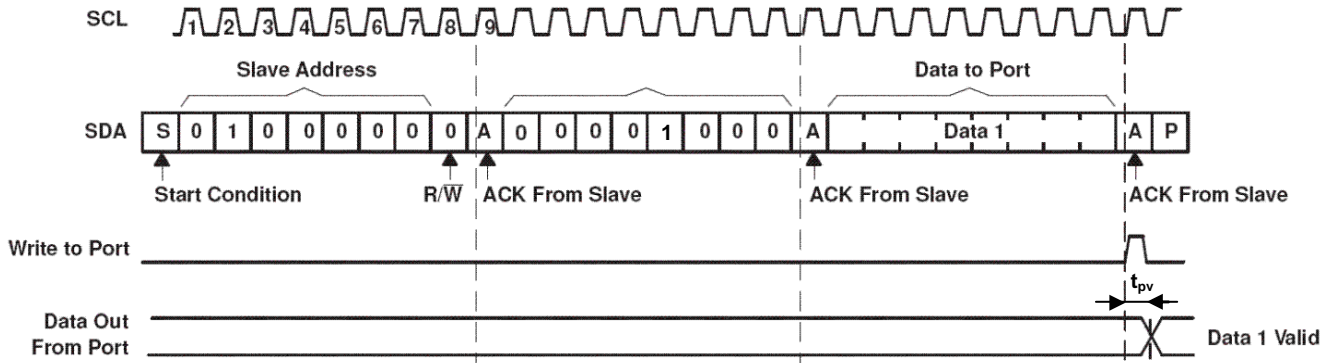 SCL 1 2 3 4 5 6 7 8 9
Slave Address Data to Port
SDA S 0 1 0 0 0 0 0 0 A 0 0 0 0 1 0 0 0 A Data 1 A P
Start Condition R/W̅ ACK From Slave ACK From Slave ACK From Slave
Write to Port
tpv
Data Out
From Port
Data 1 Valid